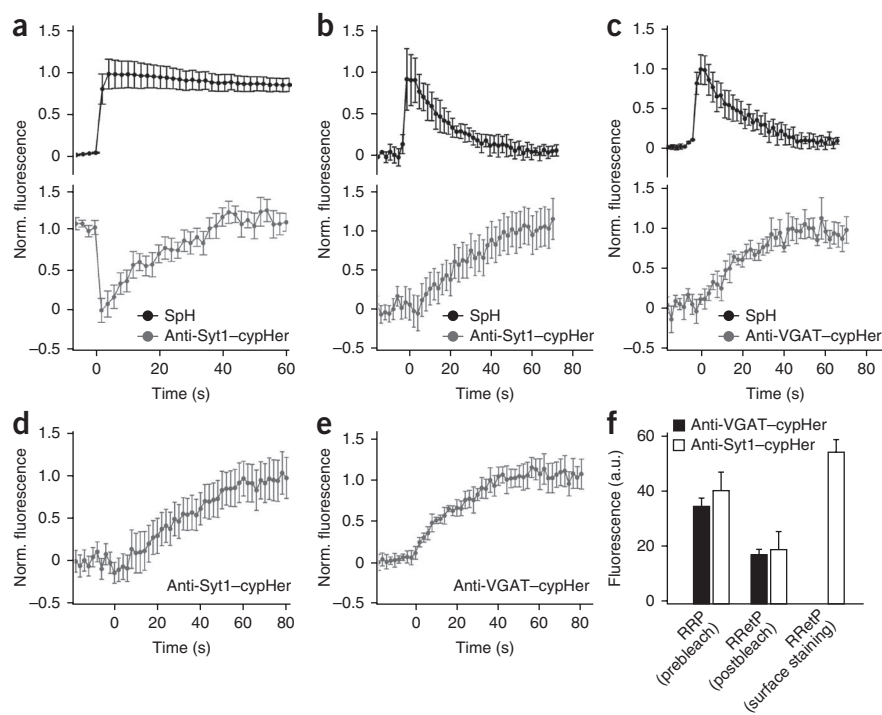 a
b
c
Norm. fluorescence
1.5
1.0
0.5
0
1.5
1.0
0.5
0
–0.5
SpH
Anti-Syt1–cypHer
0 20 40 60
Time (s)
Norm. fluorescence
1.5
1.0
0.5
0
1.5
1.0
0.5
0
–0.5
SpH
Anti-Syt1–cypHer
0 20 40 60 80
Time (s)
Norm. fluorescence
1.5
1.0
0.5
0
1.5
1.0
0.5
0
–0.5
SpH
Anti-VGAT–cypHer
0 20 40 60 80
Time (s)
d
e
f
Norm. fluorescence
1.5
1.0
0.5
0
–0.5
Anti-Syt1–cypHer
0 20 40 60 80
Time (s)
1.5
1.0
0.5
0
–0.5
Anti-VGAT–cypHer
0 20 40 60 80
Time (s)
Anti-VGAT–cypHer
Anti-Syt1–cypHer
Fluorescence (a.u.)
60
40
20
0
RRP
(prebleach)
RRetP
(postbleach)
RRetP
(surface staining)